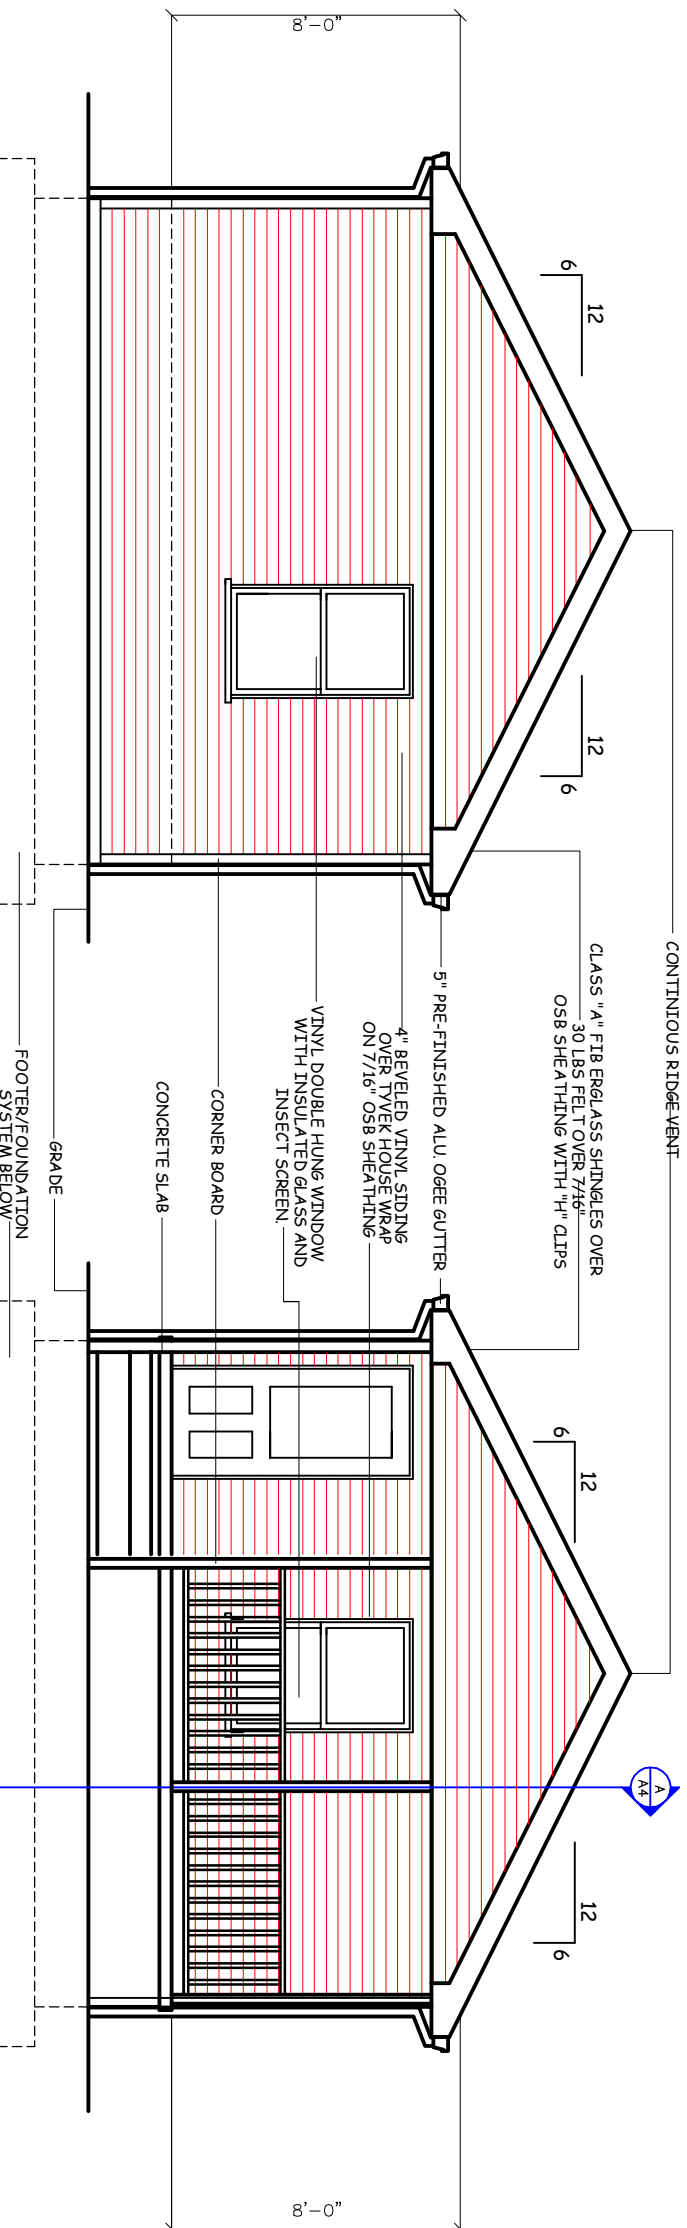 8'-0"
6
12
12
6
CONTINIOUS RIDGE VENT
CLASS "A" FIB ERGLASS SHINGLES OVER
30 LBS FELT OVER 7/16"
OSB SHEATHING WITH "H" CLIPS
5" PRE-FINISHED ALU. OGEE GUTTER
4" BEVELED VINYL SIDING
OVER TYVEK HOUSE WRAP
ON 7/16" OSB SHEATHING
VINYL DOUBLE HUNG WINDOW
WITH INSULATED GLASS AND
INSECT SCREEN.
CORNER BOARD
CONCRETE SLAB
GRADE
FOOTER/FOUNDATION
SYSTEM BELOW
6
12
A
A4
12
6
8'-0"